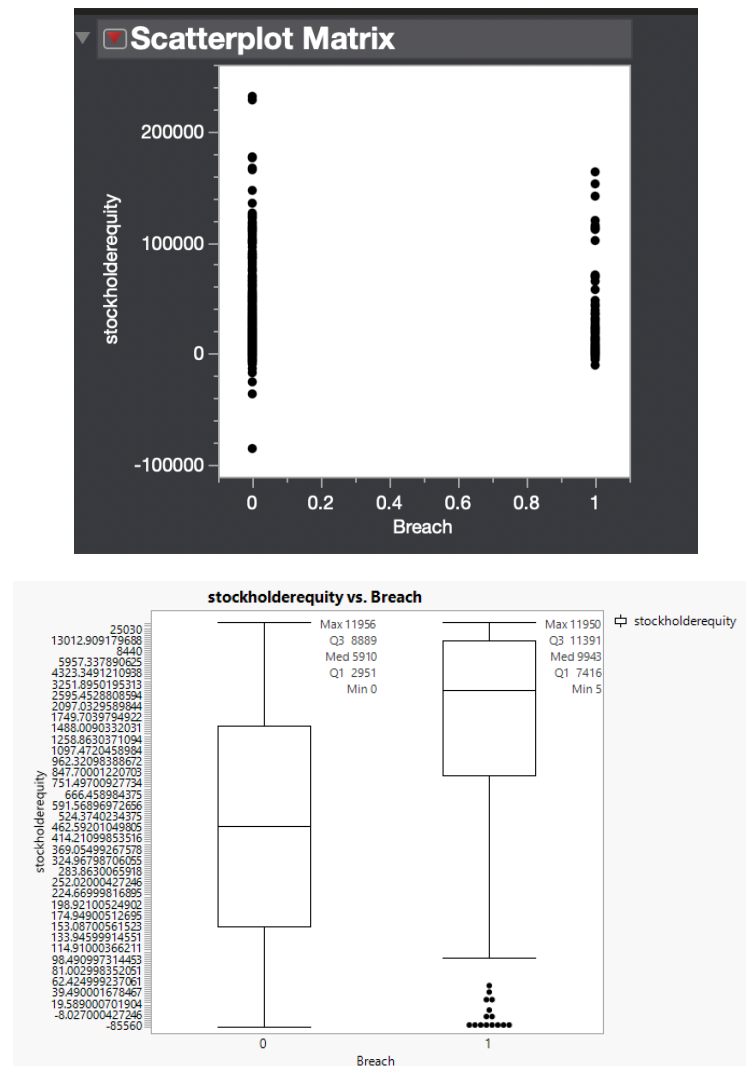 Scatterplot Matrix
200000
100000
0
-100000
stockholderequity
0 0.2 0.4 0.6 0.8 1
Breach
stockholderequity vs. Breach
25030
13012.909179688
8440
5957.337890625
4323.3491210938
3251.8950195313
2595.4528808594
2097.0329589844
1749.7039794922
1488.0090332031
1258.8630371094
1097.4720458984
962.32098388672
847.70001220703
751.49700927734
666.458984375
591.56896972656
524.3740234375
462.59201049805
414.21099853516
369.05499267578
324.96798706055
283.8630065918
252.02000427246
224.66999816895
198.92100524902
174.94900512695
153.08700561523
133.94599914551
114.91000366211
98.490997314453
81.002998352051
62.424999237061
39.490001678467
19.589000701904
-8.027000427246
-85560
stockholderequity
Max 11956
Q3 8889
Med 5910
Q1 2951
Min 0
Max 11950
Q3 11391
Med 9943
Q1 7416
Min 5
stockholderequity
0 1
Breach